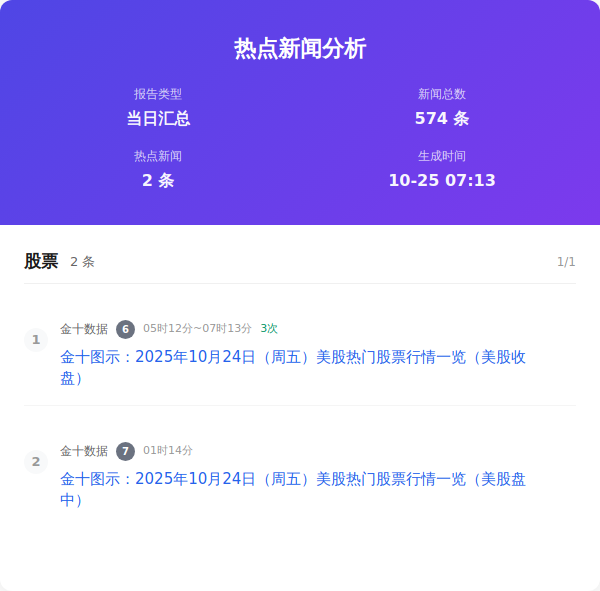 热点新闻分析
报告类型
新闻总数
当日汇总
574 条
热点新闻
生成时间
2 条
10-25 07:13
股票 2 条 1/1
1
金十数据 6 05时12分~07时13分 3次
金十图示：2025年10月24日（周五）美股热门股票行情一览（美股收
盘）
2
金十数据 7 01时14分
金十图示：2025年10月24日（周五）美股热门股票行情一览（美股盘
中）